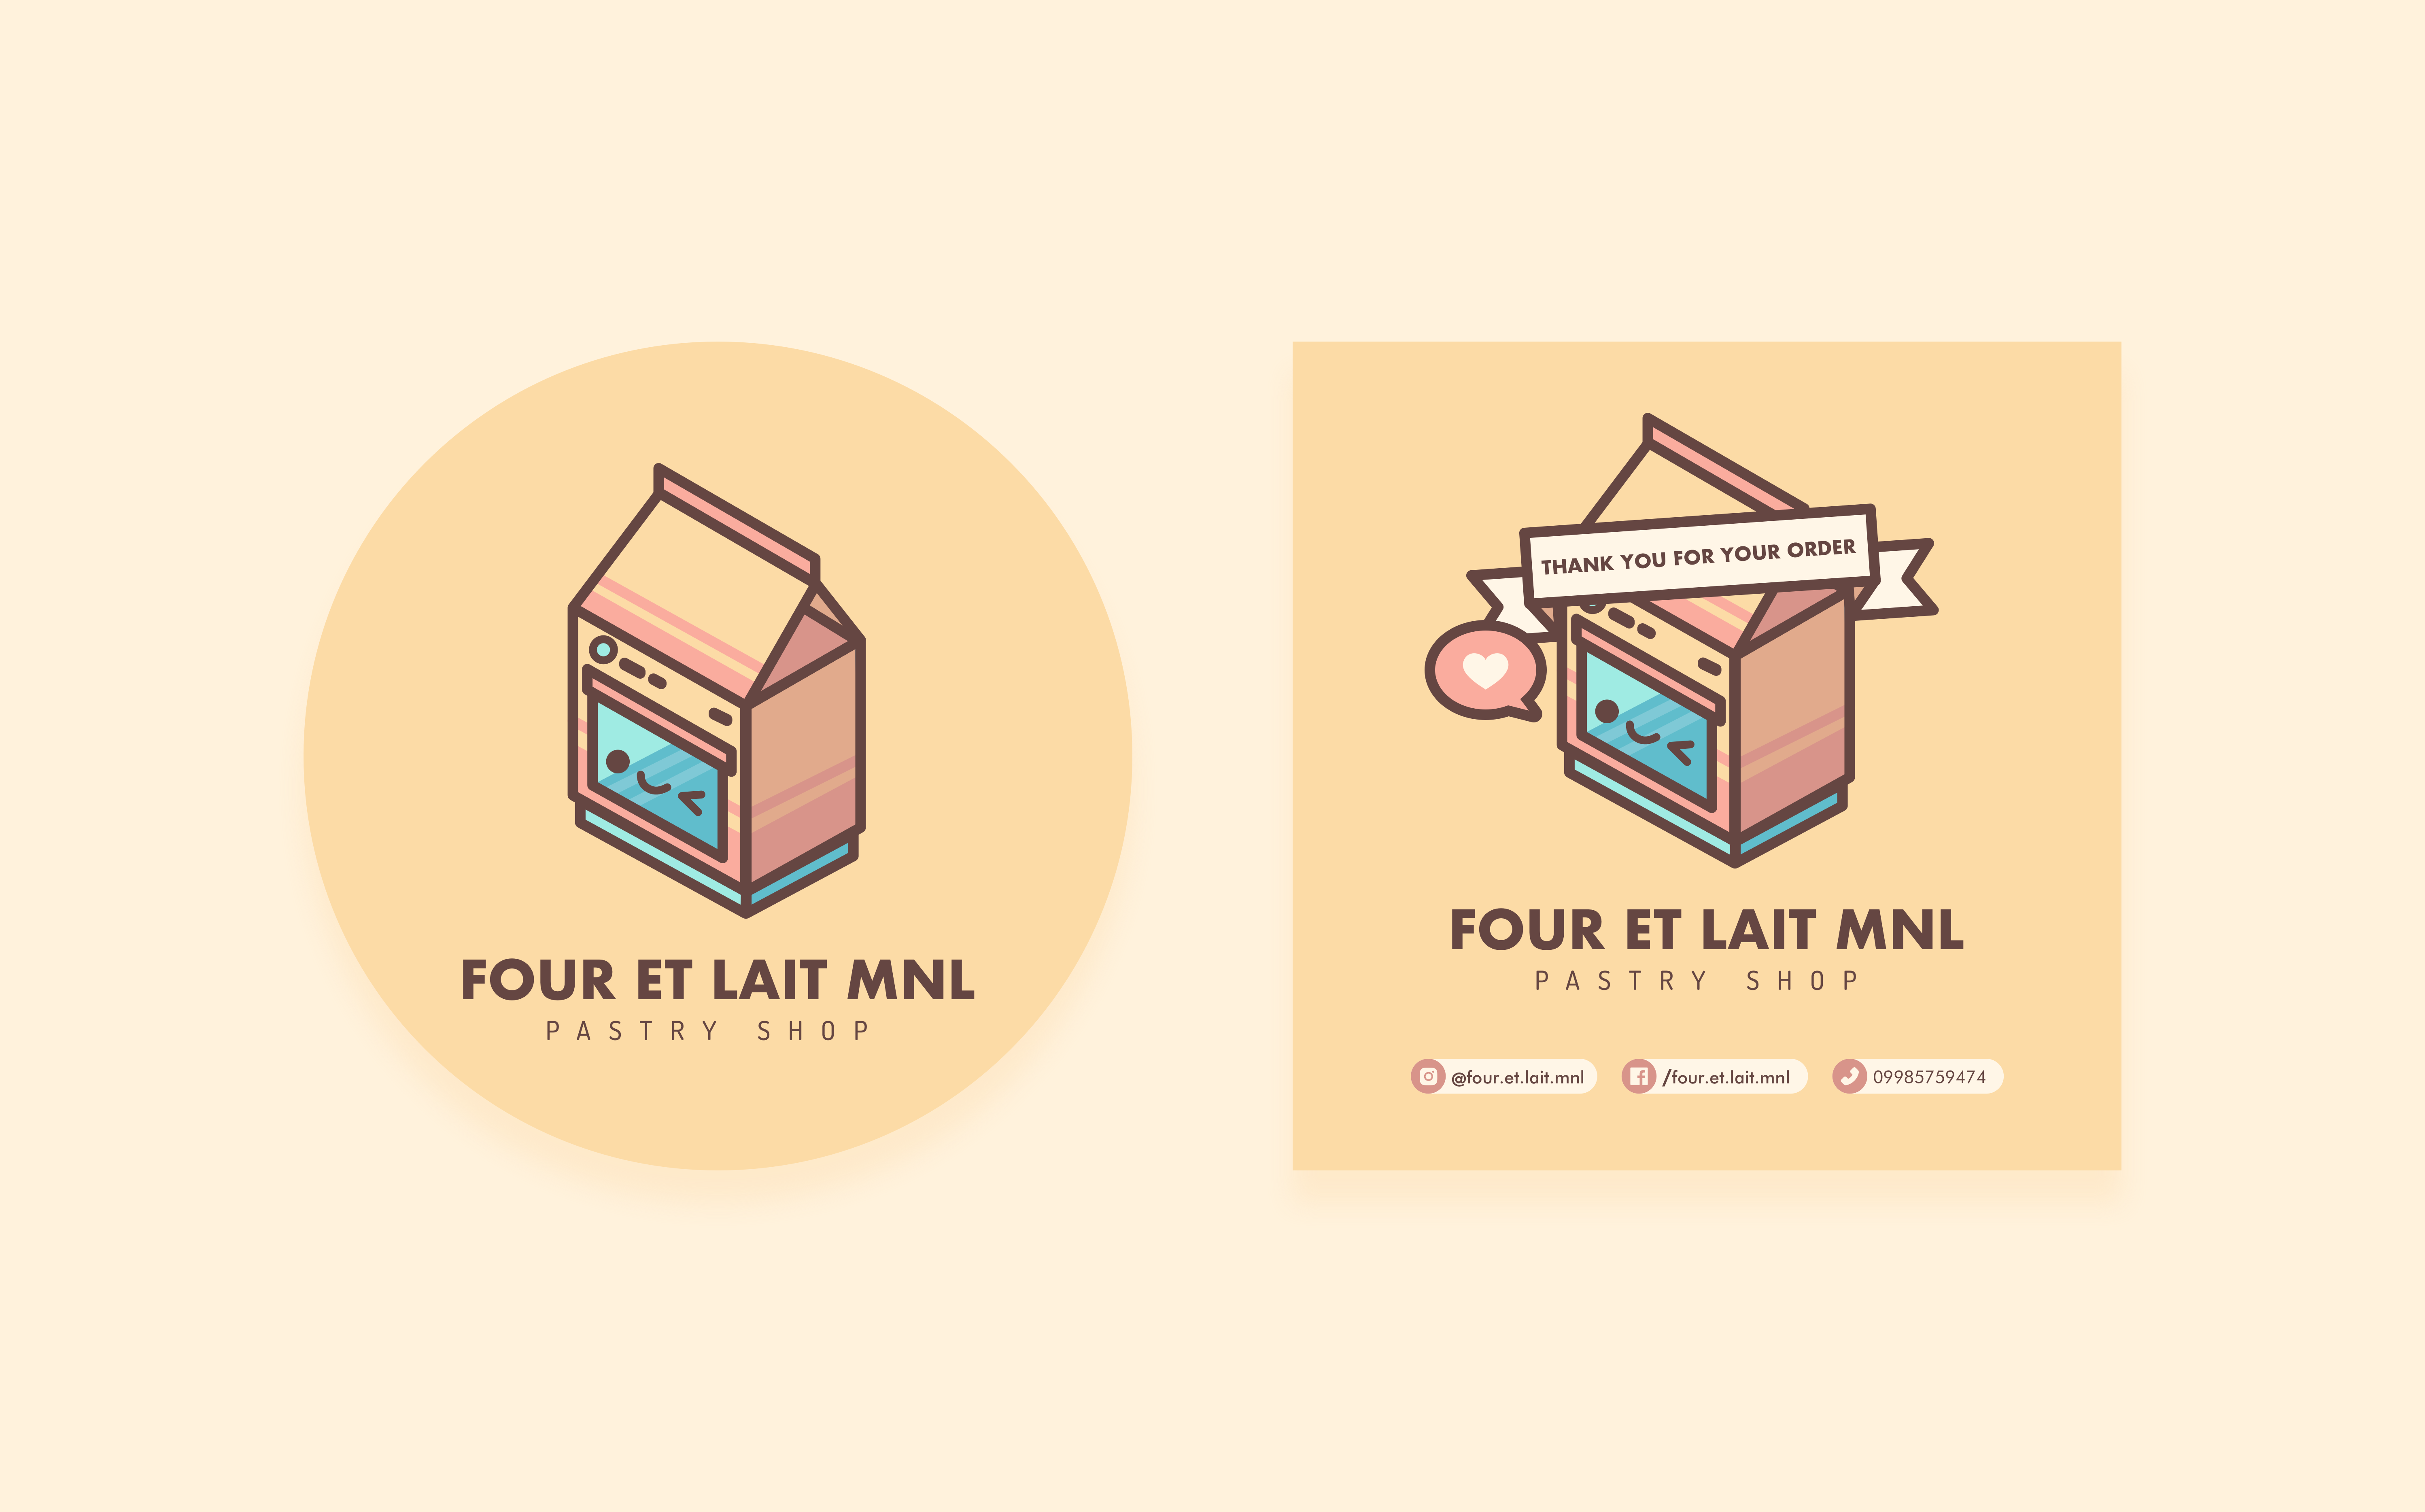 FOUR ET LAIT MNL
PASTRY SHOP
THANK YOU FOR YOUR ORDER
FOUR ET LAIT MNL
PASTRY SHOP
@four.et.lait.mnl
/four.et.lait.mnl
09985759474